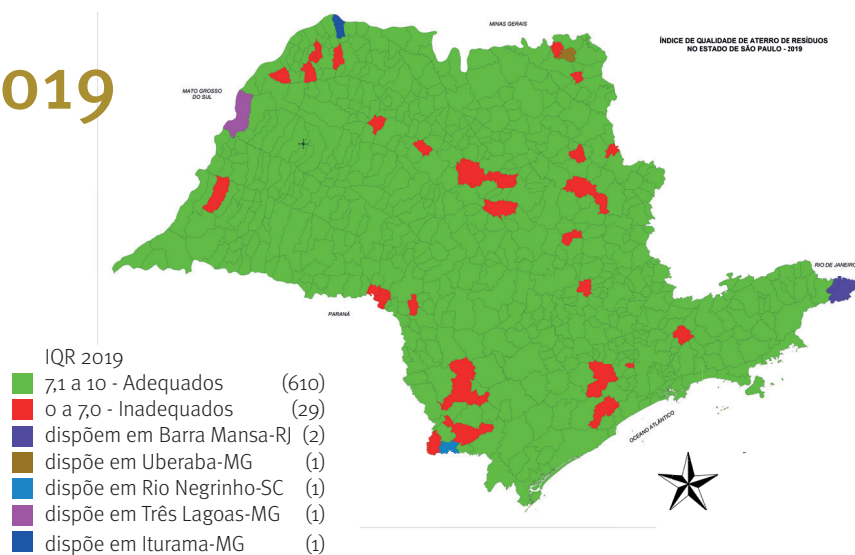 019
MINAS GERAIS
ÍNDICE DE QUALIDADE DE ATERRO DE RESÍDUOS
NO ESTADO DE SÃO PAULO - 2019
MATO GROSSO
DO SUL
RIO DE JANEIRO
PARANÁ
OCEANO ATLÂNTICO
IQR 2019
7,1 a 10 - Adequados (610)
0 a 7,0 - Inadequados (29)
dispõem em Barra Mansa-RJ (2)
dispõe em Uberaba-MG (1)
dispõe em Rio Negrinho-SC (1)
dispõe em Três Lagoas-MG (1)
dispõe em Iturama-MG (1)